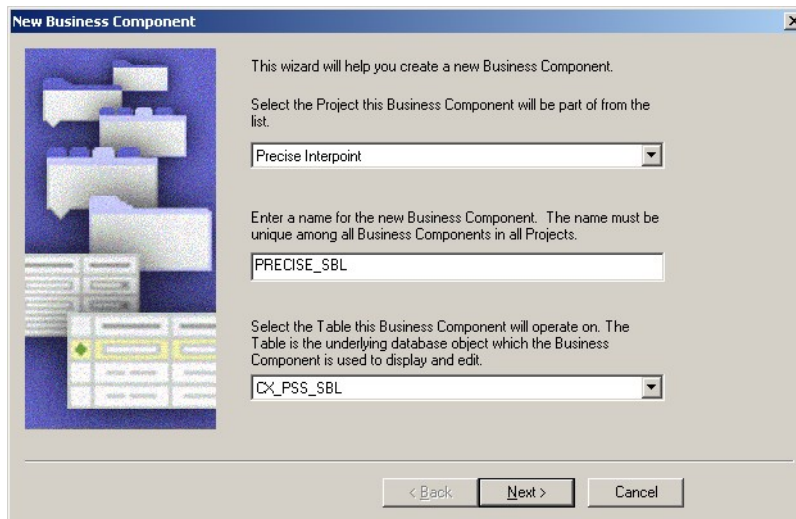 New Business Component
This wizard will help you create a new Business Component.
Select the Project this Business Component will be part of from the
list.
Precise Interpoint
Enter a name for the new Business Component. The name must be
unique among all Business Components in all Projects.
PRECISE_SBL
Select the Table this Business Component will operate on. The
Table is the underlying database object which the Business
Component is used to display and edit.
CX_PSS_SBL
< Back Next > Cancel